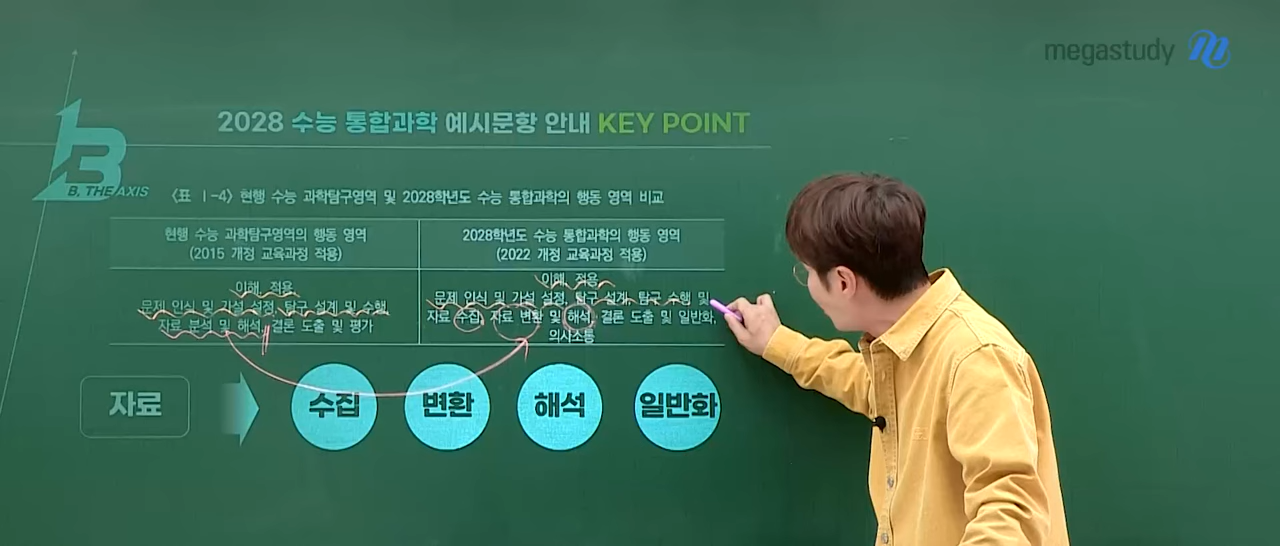 megastudy
2028 수능 통합과학 예시문항 안내 KEY POINT
B, THE AXIS
〈표 Ⅰ-4〉 현행 수능 과학탐구영역 및 2028학년도 수능 통합과학의 행동 영역 비교
현행 수능 과학탐구영역의 행동 영역
(2015 개정 교육과정 적용)
2028학년도 수능 통합과학의 행동 영역
(2022 개정 교육과정 적용)
이해, 적용
문제 인식 및 가설 설정, 탐구 설계 및 수행
자료 분석 및 해석, 결론 도출 및 평가
이해, 적용
문제 인식 및 가설 설정, 탐구 설계, 탐구 수행 및
자료 수집, 자료 변환 및 해석, 결론 도출 및 일반화,
의사소통
자료
수집
변환
해석
일반화